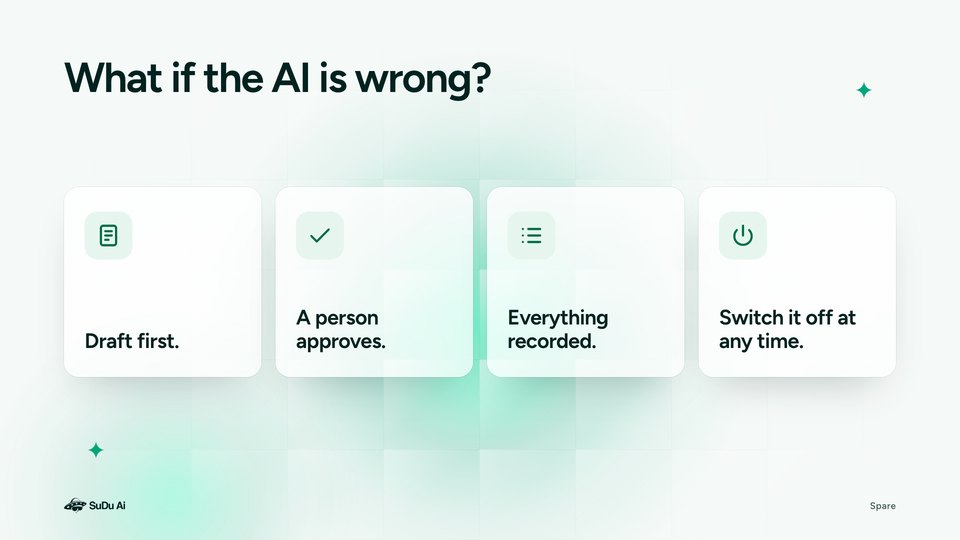 What if the AI is wrong?
Draft first.
A person
approves.
Everything
recorded.
Switch it off at
any time.
SuDu Ai
Spare